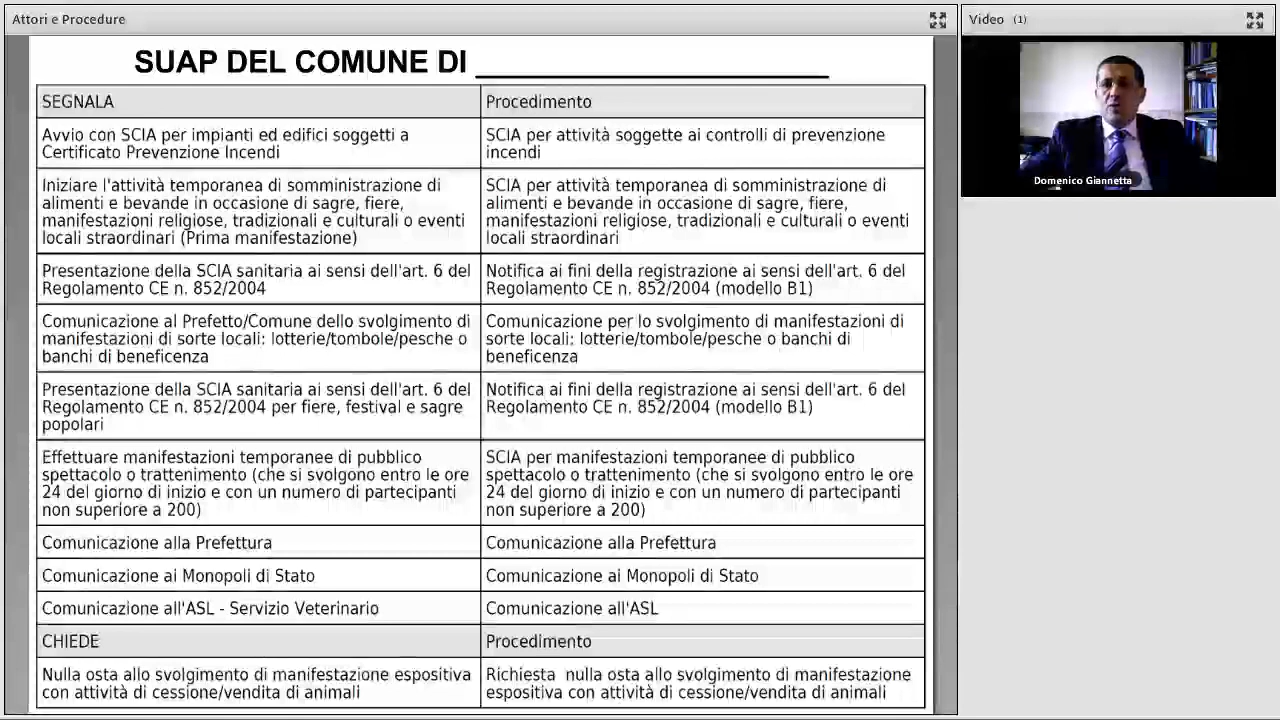 Attori e Procedure
Video (1)
SUAP DEL COMUNE DI ____________________
SEGNALA
Procedimento
Avvio con SCIA per impianti ed edifici soggetti a
Certificato Prevenzione Incendi
SCIA per attività soggette ai controlli di prevenzione
incendi
Iniziare l'attività temporanea di somministrazione di
alimenti e bevande in occasione di sagre, fiere,
manifestazioni religiose, tradizionali e culturali o eventi
locali straordinari (Prima manifestazione)
SCIA per attività temporanea di somministrazione di
alimenti e bevande in occasione di sagre, fiere,
manifestazioni religiose, tradizionali e culturali o eventi
locali straordinari
Presentazione della SCIA sanitaria ai sensi dell'art. 6 del
Regolamento CE n. 852/2004
Notifica ai fini della registrazione ai sensi dell'art. 6 del
Regolamento CE n. 852/2004 (modello B1)
Comunicazione al Prefetto/Comune dello svolgimento di
manifestazioni di sorte locali: lotterie/tombole/pesche o
banchi di beneficenza
Comunicazione per lo svolgimento di manifestazioni di
sorte locali: lotterie/tombole/pesche o banchi di
beneficenza
Presentazione della SCIA sanitaria ai sensi dell'art. 6 del
Regolamento CE n. 852/2004 per fiere, festival e sagre
popolari
Notifica ai fini della registrazione ai sensi dell'art. 6 del
Regolamento CE n. 852/2004 (modello B1)
Effettuare manifestazioni temporanee di pubblico
spettacolo o trattenimento (che si svolgono entro le ore
24 del giorno di inizio e con un numero di partecipanti
non superiore a 200)
SCIA per manifestazioni temporanee di pubblico
spettacolo o trattenimento (che si svolgono entro le ore
24 del giorno di inizio e con un numero di partecipanti
non superiore a 200)
Comunicazione alla Prefettura
Comunicazione alla Prefettura
Comunicazione ai Monopoli di Stato
Comunicazione ai Monopoli di Stato
Comunicazione all'ASL - Servizio Veterinario
Comunicazione all'ASL
CHIEDE
Procedimento
Nulla osta allo svolgimento di manifestazione espositiva
con attività di cessione/vendita di animali
Richiesta nulla osta allo svolgimento di manifestazione
espositiva con attività di cessione/vendita di animali
Domenico Giannetta